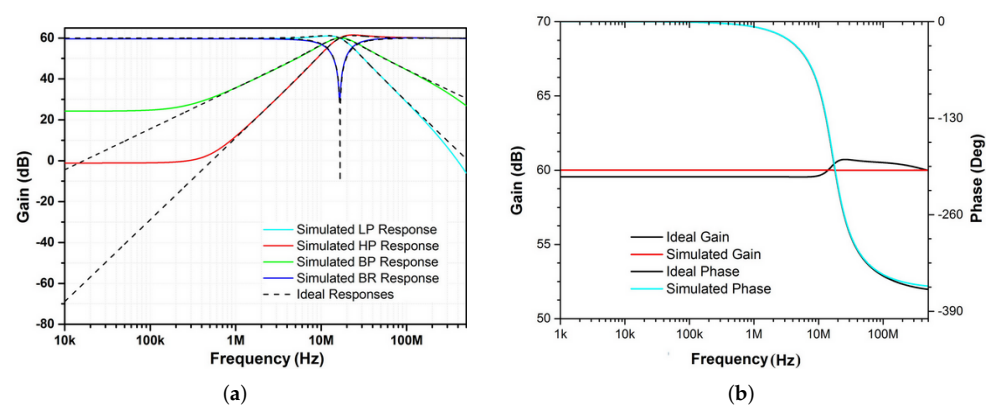 60
40
20
0
-20
-40
-60
-80
Gain (dB)
Simulated LP Response
Simulated HP Response
Simulated BP Response
Simulated BR Response
Ideal Responses
10k 100k 1M 10M 100M
Frequency (Hz)
(a)
70
65
60
55
50
Gain (dB)
Ideal Gain
Simulated Gain
Ideal Phase
Simulated Phase
0
-130
-260
-390
Phase (Deg)
1k 10k 100k 1M 10M 100M
Frequency (Hz)
(b)